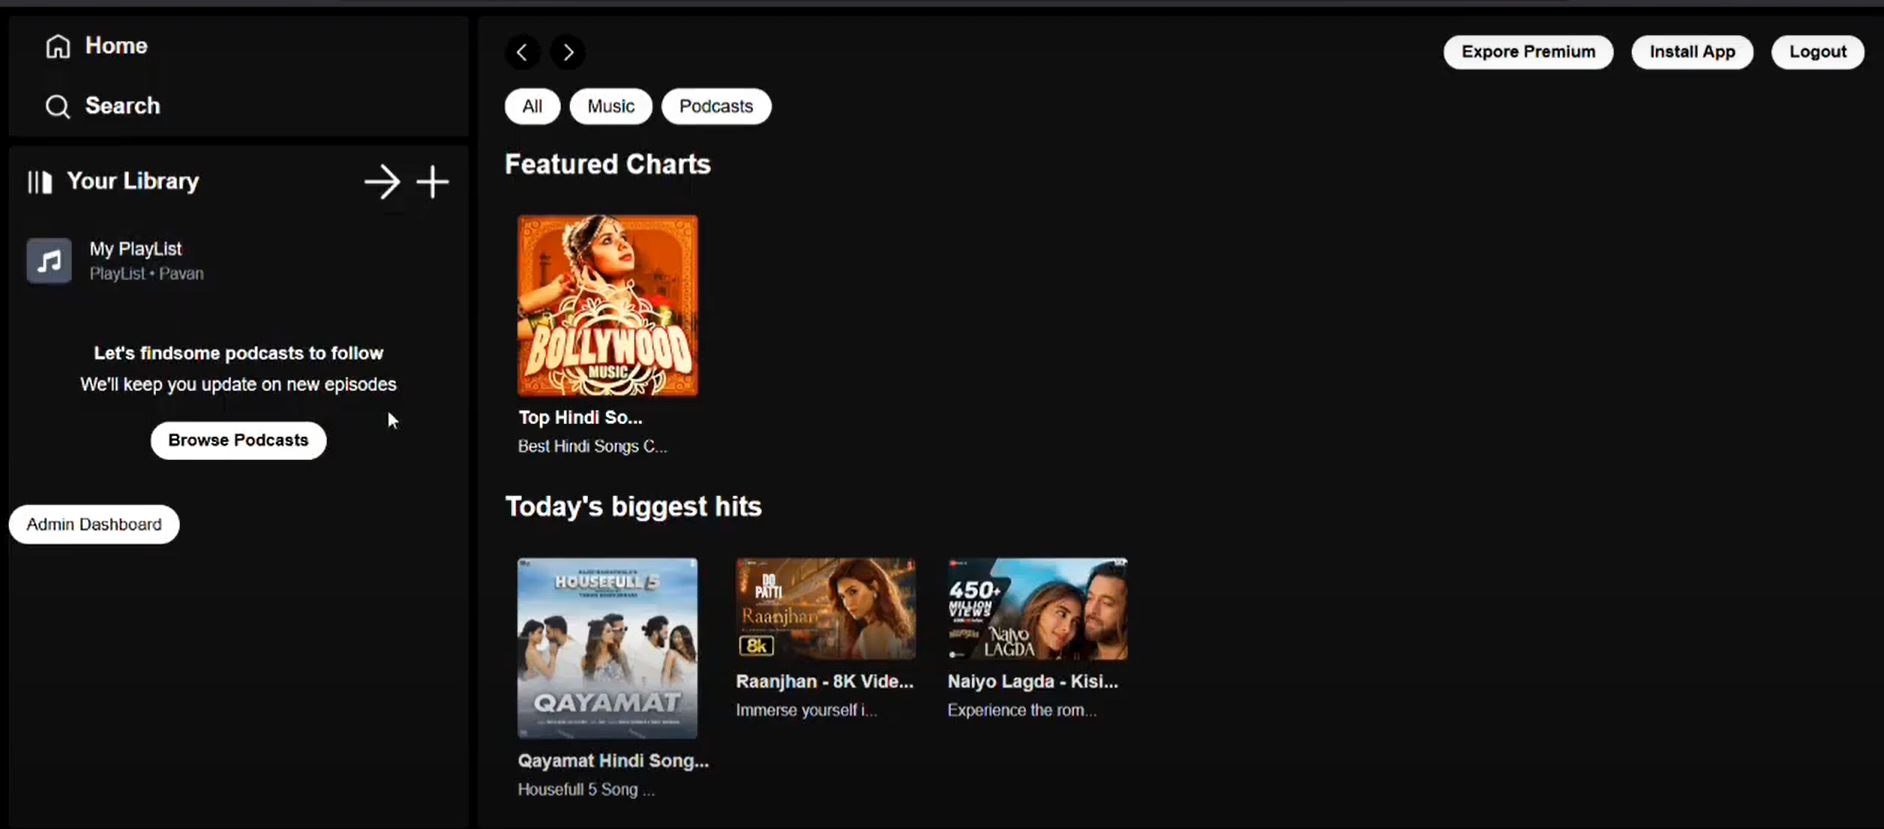 Home
Search
Your Library
My PlayList
PlayList • Pavan
Let's findsome podcasts to follow
We'll keep you update on new episodes
Browse Podcasts
Admin Dashboard
Expore Premium
Install App
Logout
All
Music
Podcasts
Featured Charts
BOLLYWOOD
MUSIC
Top Hindi So...
Best Hindi Songs C...
Today's biggest hits
HOUSEFULL 5
QAYAMAT
Qayamat Hindi Song...
Housefull 5 Song ...
DO
PATTI
Raanjhan
8k
Raanjhan - 8K Vide...
Immerse yourself i...
450+
MILLION
VIEWS
Naiyo
LAGDA
Naiyo Lagda - Kisi...
Experience the rom...